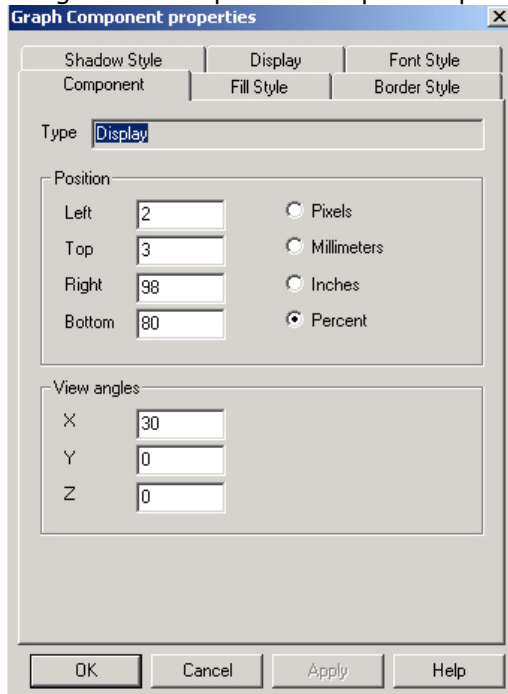 Graph Component properties
Shadow Style Display Font Style
Component Fill Style Border Style
Type Display
Position
Left 2 Pixels
Top 3 Millimeters
Right 98 Inches
Bottom 80 Percent
View angles
X 30
Y 0
Z 0
OK Cancel Apply Help